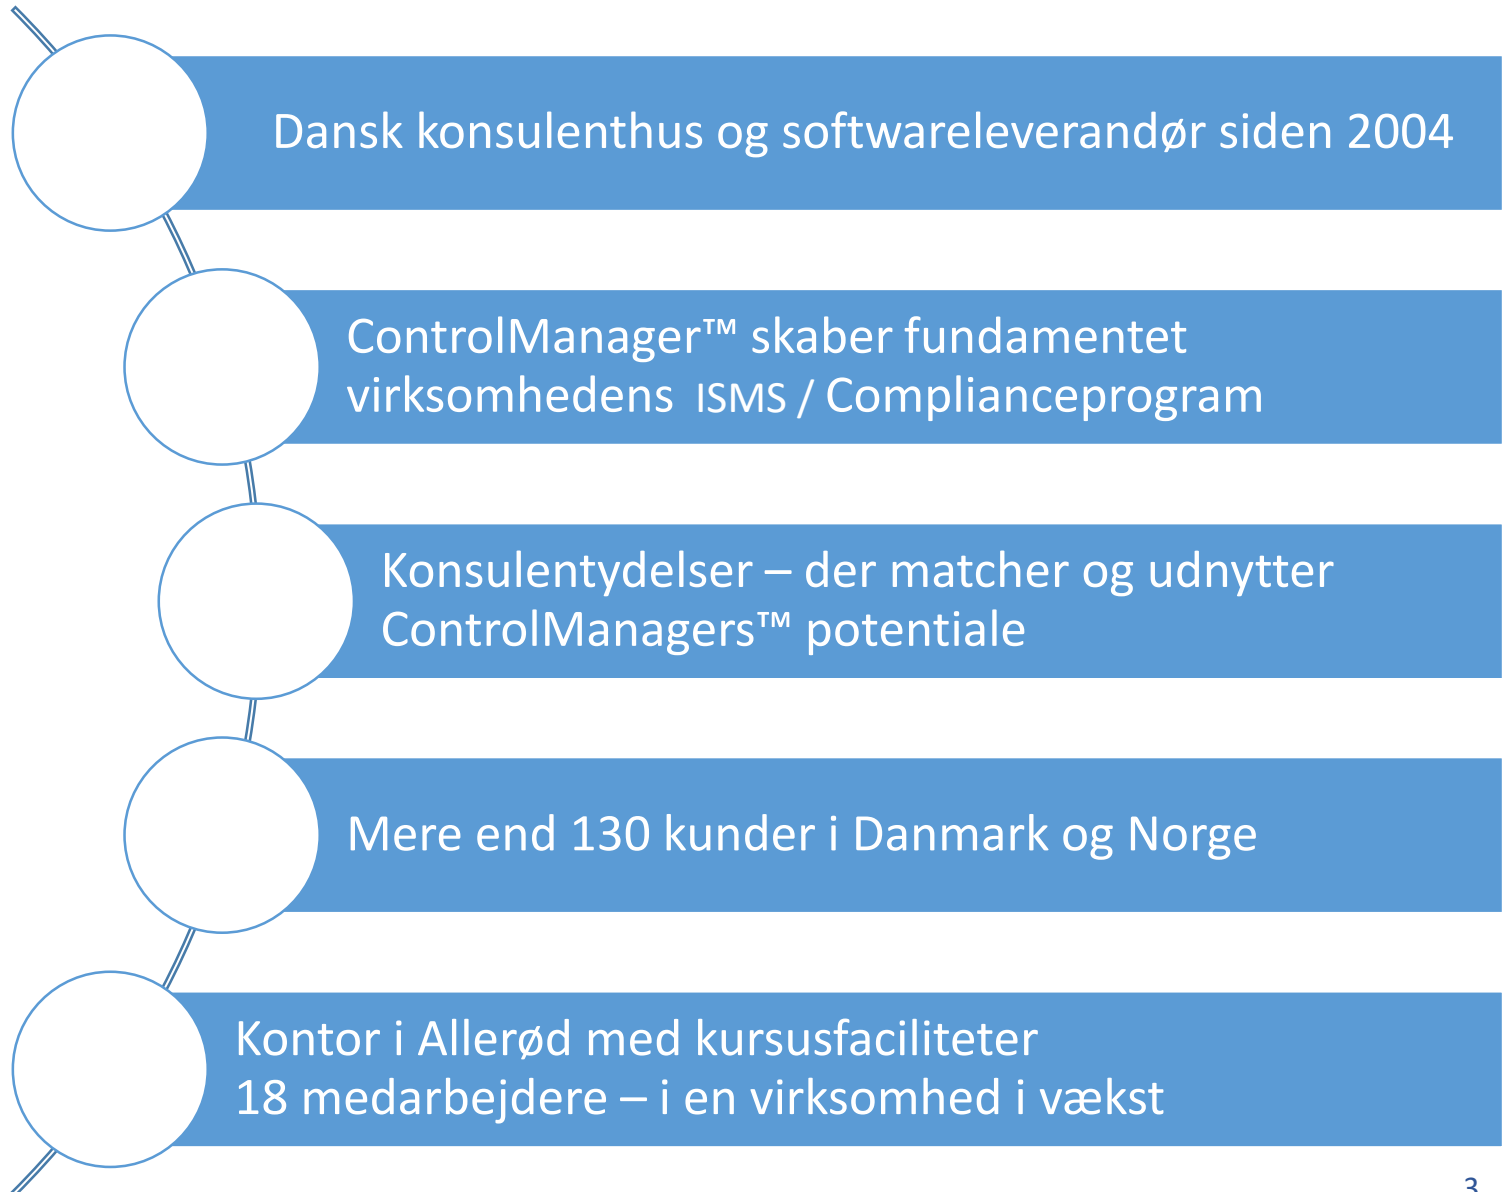 Dansk konsulenthus og softwareleverandør siden 2004
ControlManager™ skaber fundamentet
virksomhedens ISMS / Complianceprogram
Konsulentydelser – der matcher og udnytter
ControlManagers™ potentiale
Mere end 130 kunder i Danmark og Norge
Kontor i Allerød med kursusfaciliteter
18 medarbejdere – i en virksomhed i vækst
3